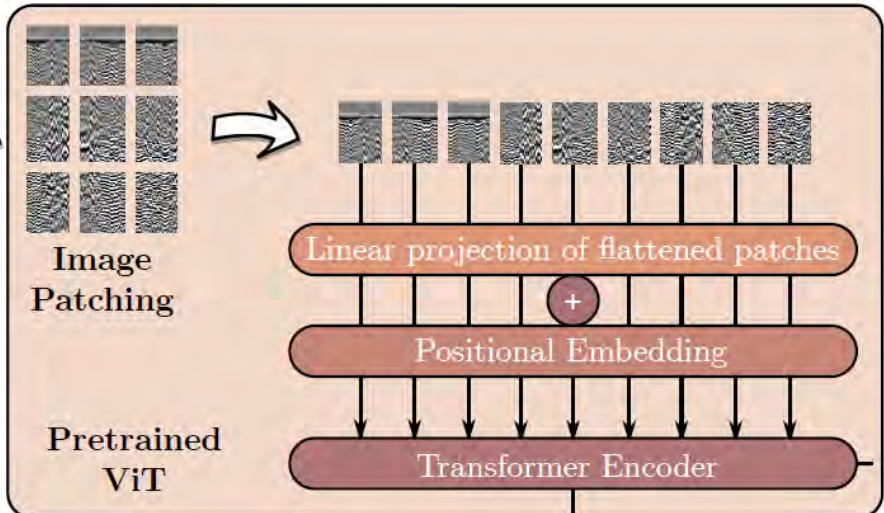 Image
Patching
Linear projection of flattened patches
+
Positional Embedding
Pretrained
ViT
Transformer Encoder